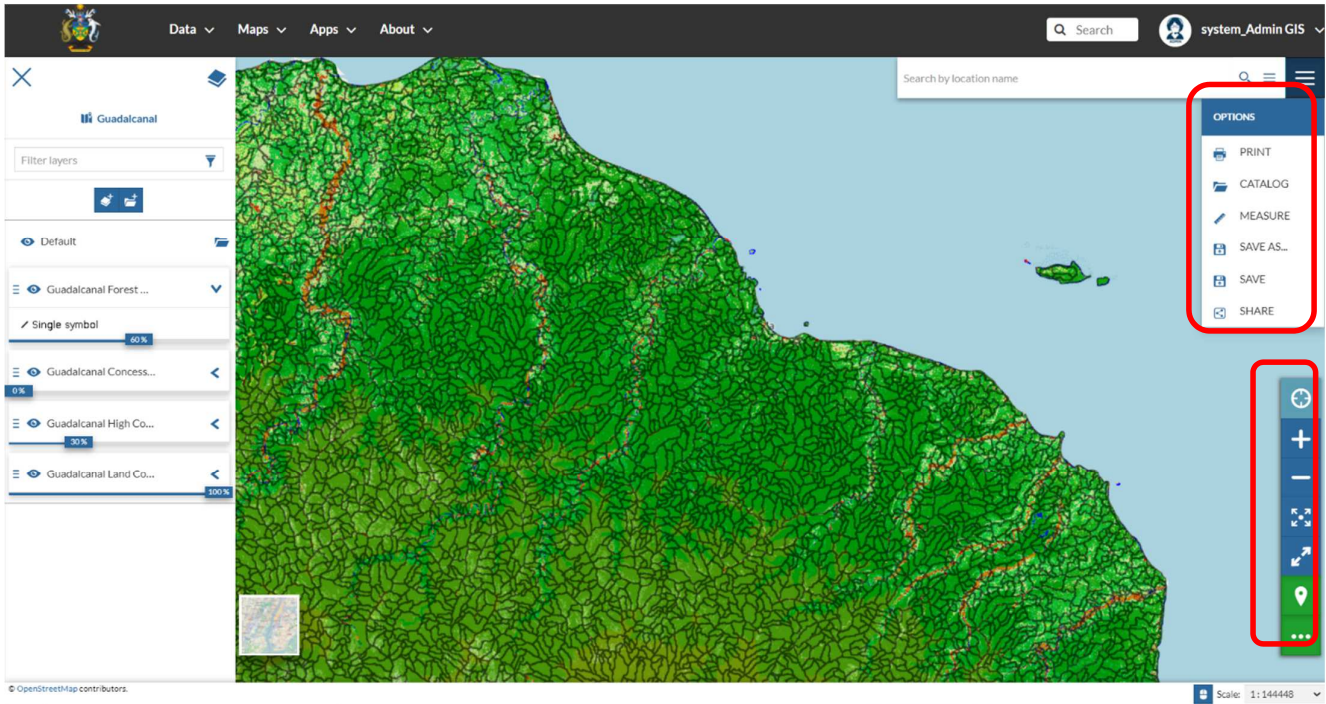 Data Maps Apps About Search system_Admin GIS
Search by location name
Guadalcanal
Filter layers
Default
Guadalcanal Forest ...
Single symbol
60 %
Guadalcanal Concess...
0 %
Guadalcanal High Co...
30 %
Guadalcanal Land Co...
100 %
OPTIONS
PRINT
CATALOG
MEASURE
SAVE AS...
SAVE
SHARE
© OpenStreetMap contributors.
Scale: 1 : 144448